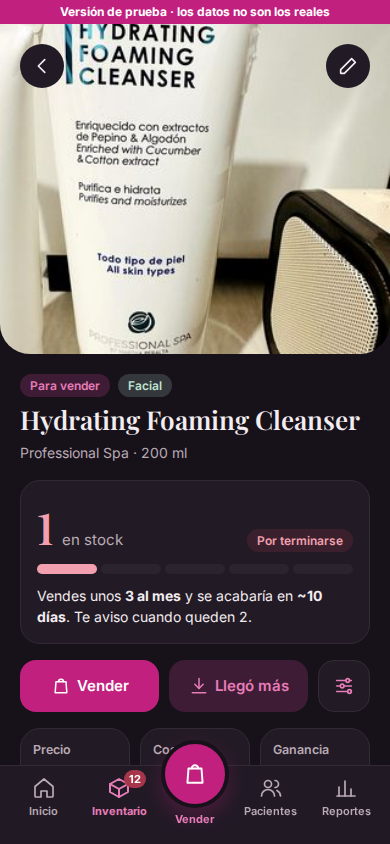 Versión de prueba · los datos no son los reales
HYDRATING
FOAMING
CLEANSER
Enriquecido con extractos
de Pepino & Algodón
Enriched with Cucumber
& Cotton extract
Purifica e hidrata
Purifies and moisturizes
Todo tipo de piel
All skin types
PROFESSIONAL SPA
Para vender
Facial
Hydrating Foaming Cleanser
Professional Spa · 200 ml
1 en stock
Por terminarse
Vendes unos 3 al mes y se acabaría en ~10
días. Te aviso cuando queden 2.
Vender
Llegó más
Precio
Ganancia
12
Inicio
Inventario
Vender
Pacientes
Reportes